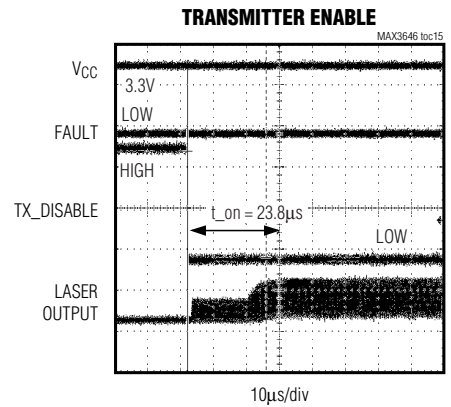 TRANSMITTER ENABLE
MAX3646 toc15
VCC
3.3V
LOW
FAULT
HIGH
TX_DISABLE
t_on = 23.8μs
LOW
LASER
OUTPUT
10μs/div